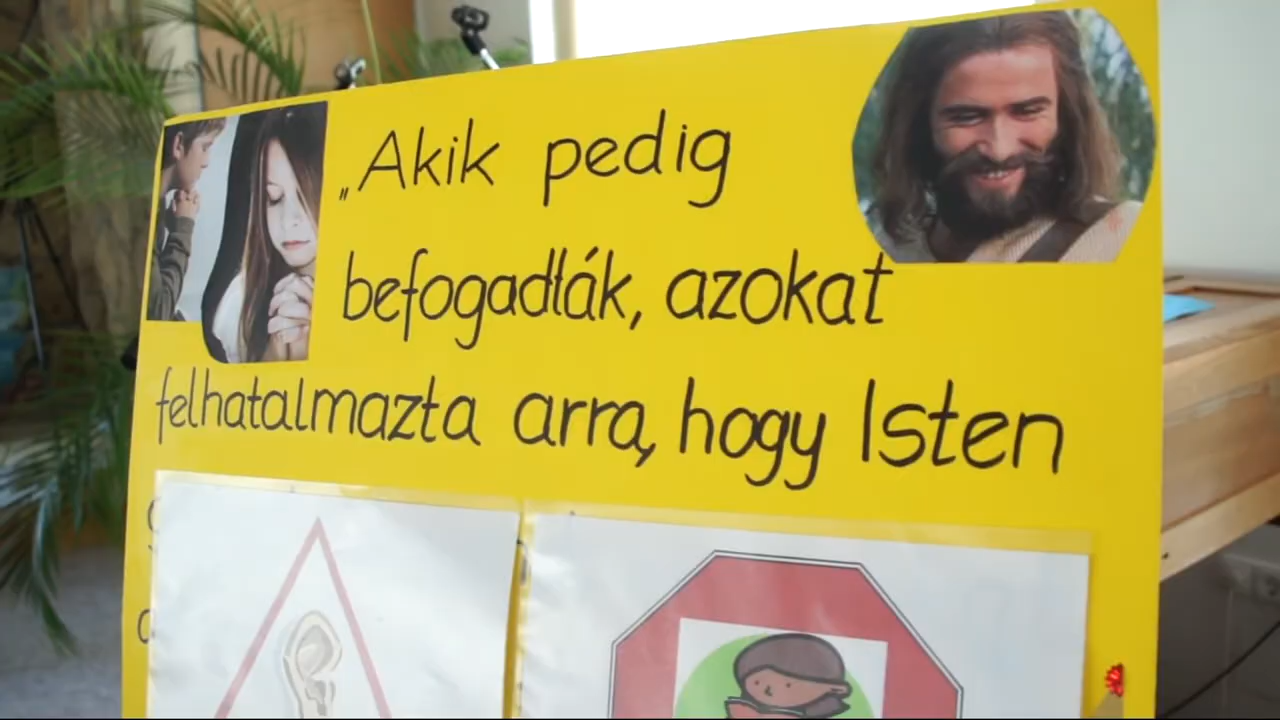 „Akik pedig
befogadták, azokat
felhatalmazta arra, hogy Isten